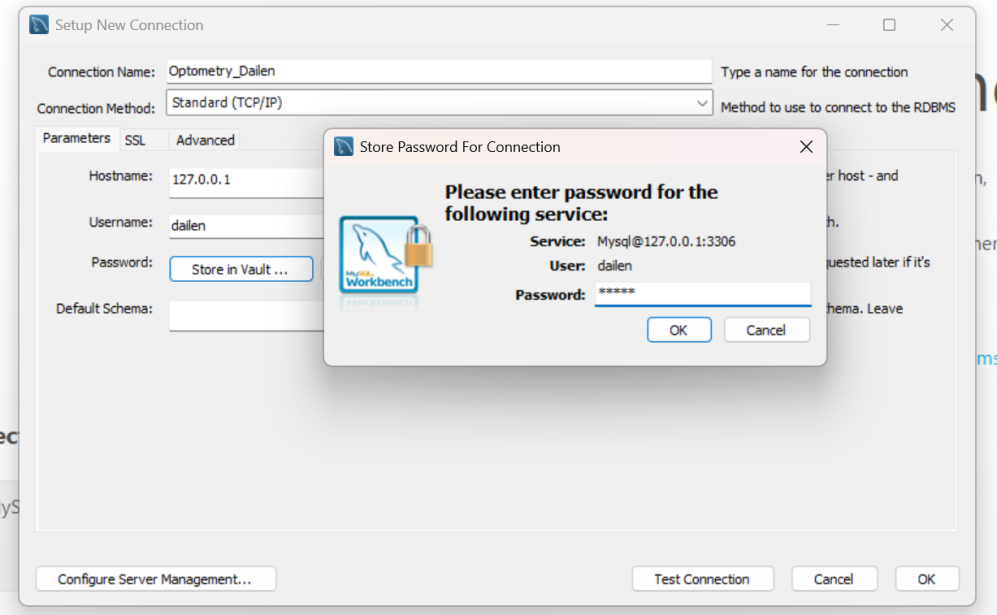 Setup New Connection
Connection Name: Optometry_Dailen Type a name for the connection
Connection Method: Standard (TCP/IP) Method to use to connect to the RDBMS
Parameters SSL Advanced
Store Password For Connection
Hostname: 127.0.0.1 host - and
Please enter password for the
following service:
Username: dailen
Service: Mysql@127.0.0.1:3306
Password: Store in Vault ... later if it's
User: dailen
Password: *****
MySQL
Workbench
Default Schema: Leave
OK Cancel
Configure Server Management... Test Connection Cancel OK